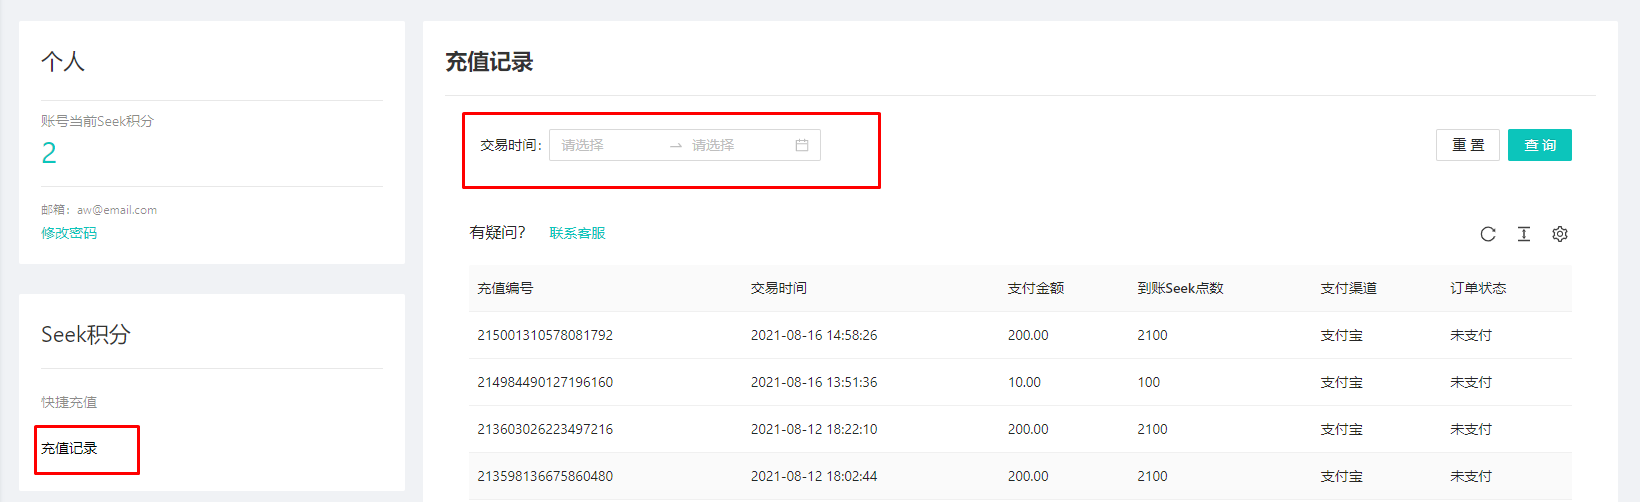 个人
账号当前Seek积分
2
邮箱：aw@email.com
修改密码
Seek积分
快捷充值
充值记录
充值记录
交易时间： 请选择 → 请选择 重 置 查 询
有疑问？ 联系客服
充值编号 交易时间 支付金额 到账Seek点数 支付渠道 订单状态
215001310578081792 2021-08-16 14:58:26 200.00 2100 支付宝 未支付
214984490127196160 2021-08-16 13:51:36 10.00 100 支付宝 未支付
213603026223497216 2021-08-12 18:22:10 200.00 2100 支付宝 未支付
213598136675860480 2021-08-12 18:02:44 200.00 2100 支付宝 未支付